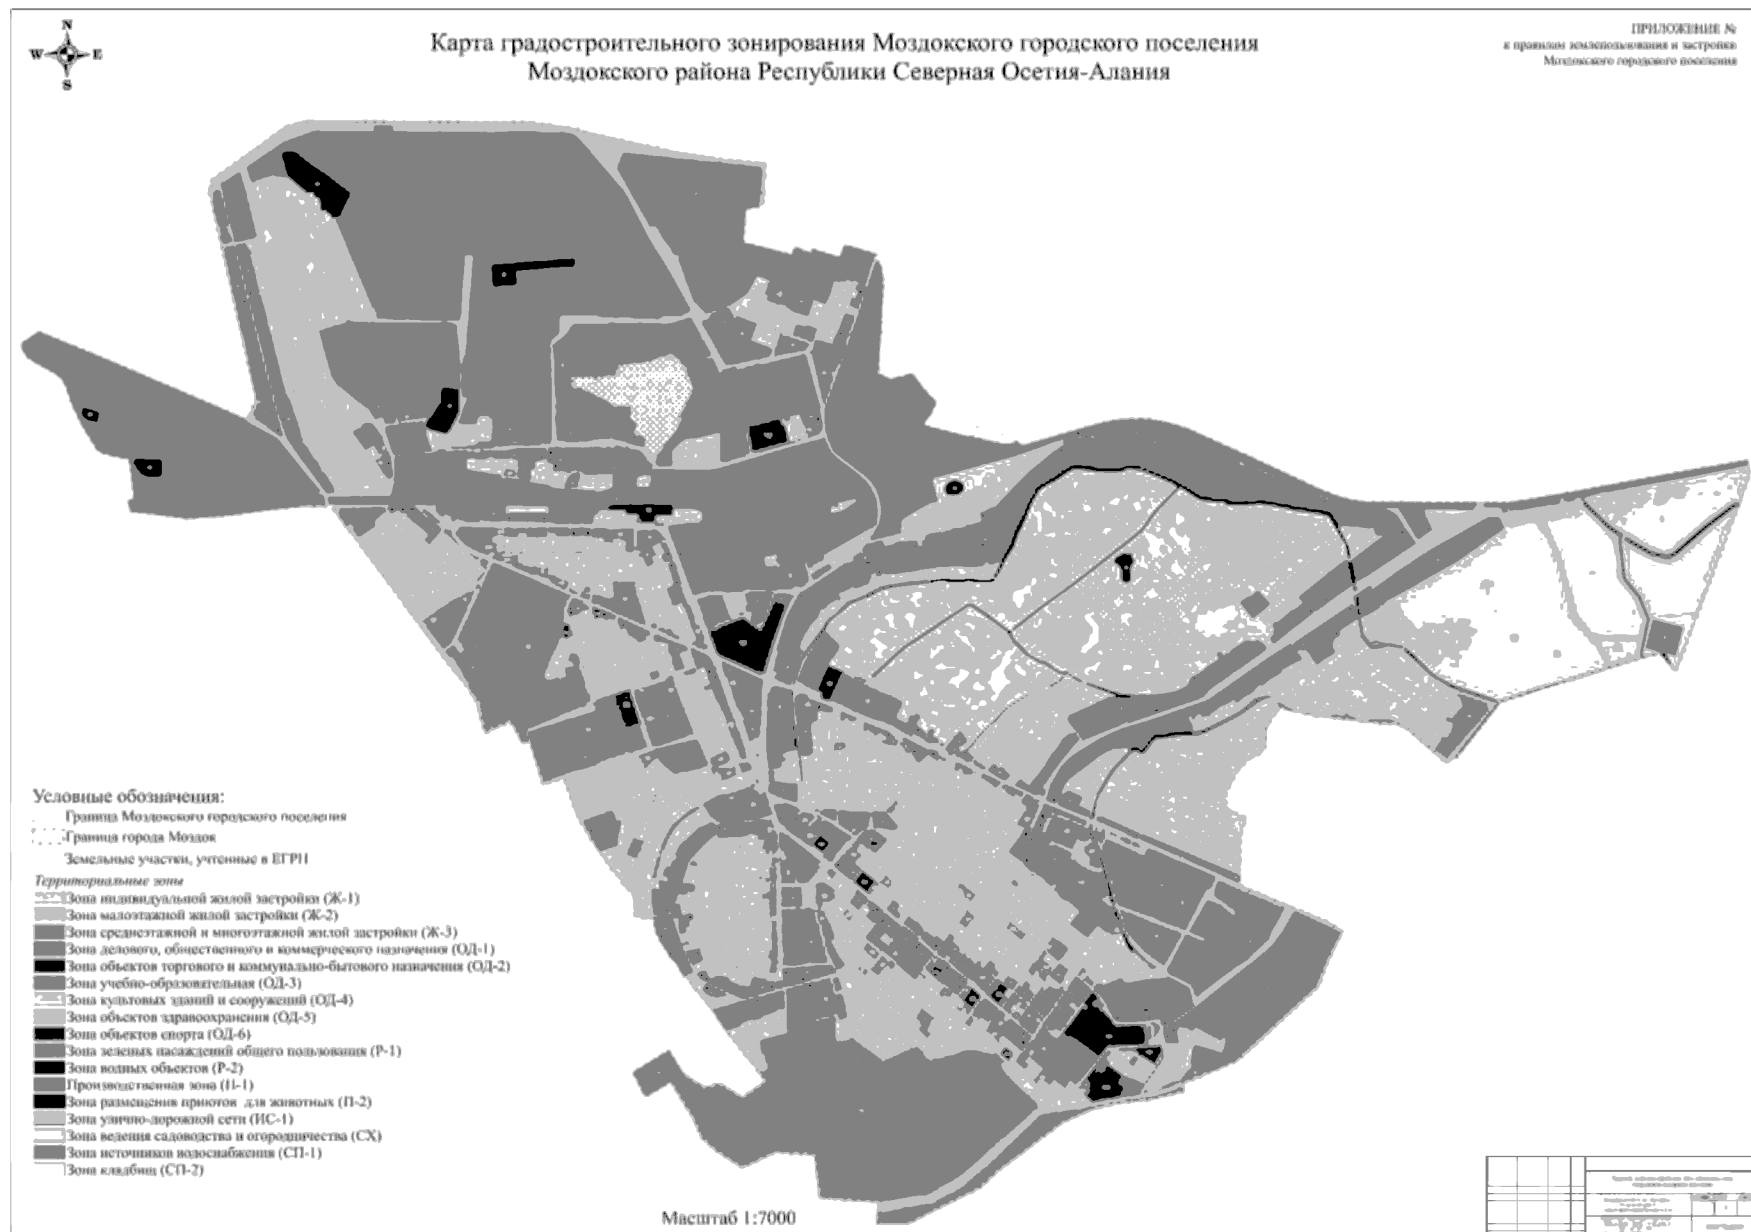 N
W E
S
Карта градостроительного зонирования Моздокского городского поселения
Моздокского района Республики Северная Осетия-Алания
ПРИЛОЖЕНИЕ №
к правилам землепользования и застройки
Моздокского городского поселения
Условные обозначения:
Граница Моздокского городского поселения
Граница города Моздок
Земельные участки, учтенные в ЕГРН
Территориальные зоны
Зона индивидуальной жилой застройки (Ж-1)
Зона малоэтажной жилой застройки (Ж-2)
Зона среднеэтажной и многоэтажной жилой застройки (Ж-3)
Зона делового, общественного и коммерческого назначения (ОД-1)
Зона объектов торгового и коммунально-бытового назначения (ОД-2)
Зона учебно-образовательная (ОД-3)
Зона культовых зданий и сооружений (ОД-4)
Зона объектов здравоохранения (ОД-5)
Зона объектов спорта (ОД-6)
Зона зеленых насаждений общего пользования (Р-1)
Зона водных объектов (Р-2)
Производственная зона (П-1)
Зона размещения приютов для животных (П-2)
Зона улично-дорожной сети (ИС-1)
Зона ведения садоводства и огородничества (СХ)
Зона источников водоснабжения (СП-1)
Зона кладбищ (СП-2)
Масштаб 1:7000